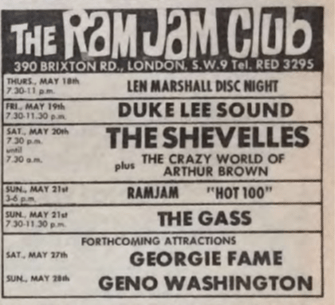 THE RAM JAM CLUB
390 BRIXTON RD., LONDON, S.W.9 Tel. RED 3295
THURS., MAY 18th
7.30-11 p.m.
LEN MARSHALL DISC NIGHT
FRI., MAY 19th
7.30-11.30 p.m.
DUKE LEE SOUND
SAT., MAY 20th
7.30 p.m.
until
7.30 a.m.
THE SHEVELLES
plus THE CRAZY WORLD OF
ARTHUR BROWN
SUN., MAY 21st
3-6 p.m.
RAMJAM "HOT 100"
SUN., MAY 21st
7.30-11.30 p.m.
THE GASS
FORTHCOMING ATTRACTIONS
SAT., MAY 27th GEORGIE FAME
SUN., MAY 28th GENO WASHINGTON